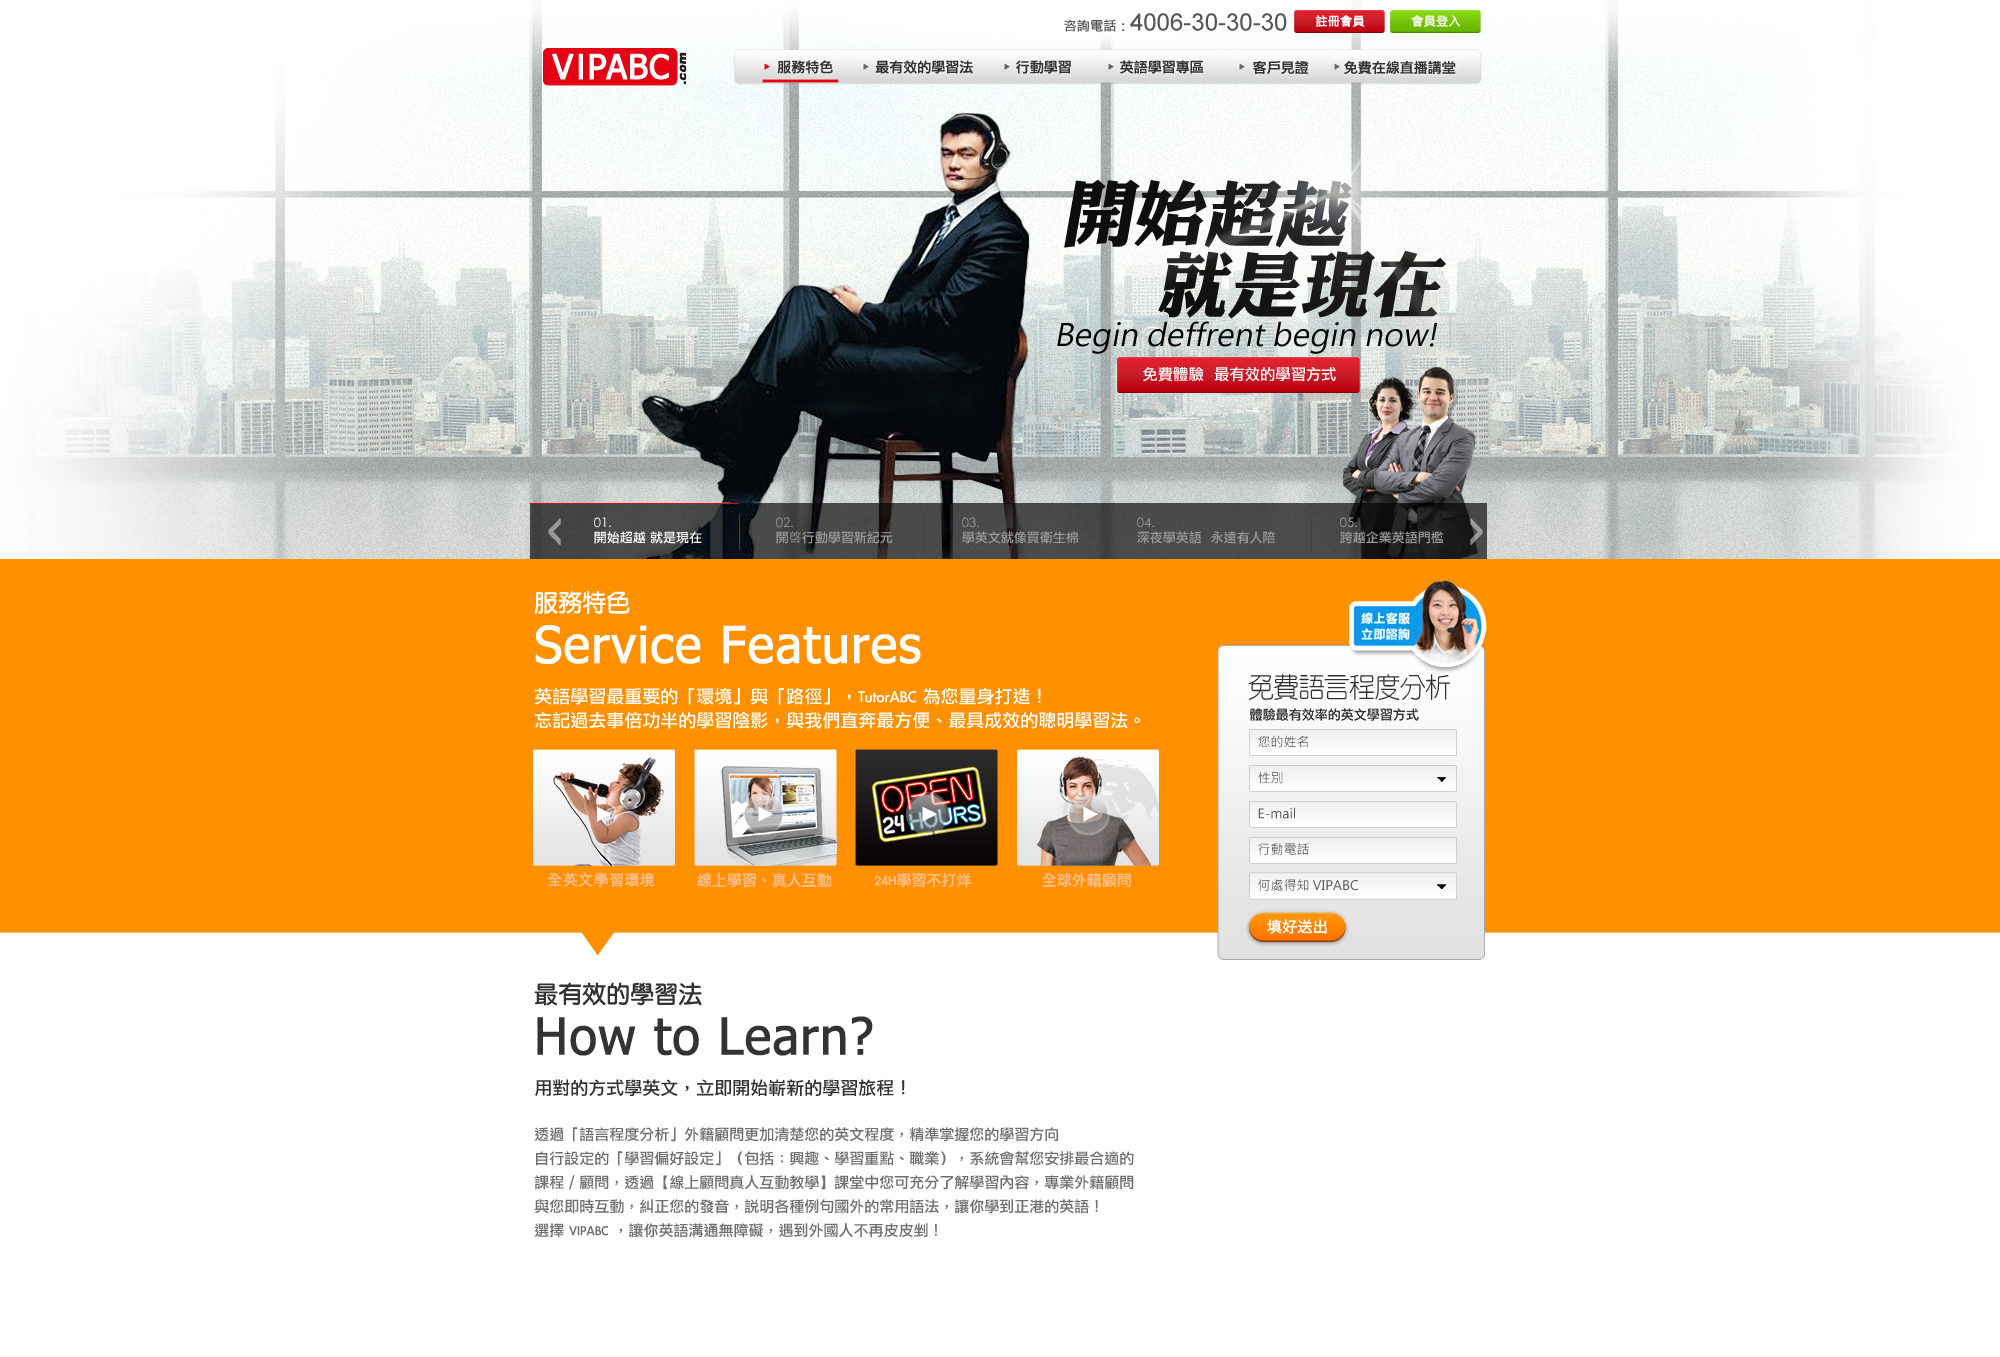 咨詢電話：4006-30-30-30
註冊會員
會員登入
VIPABC.com
服務特色
最有效的學習法
行動學習
英語學習專區
客戶見證
免費在線直播講堂
開始超越
就是現在
Begin deffrent begin now!
免費體驗 最有效的學習方式
01.
開始超越 就是現在
02.
開啓行動學習新紀元
03.
學英文就像買衛生棉
04.
深夜學英語 永遠有人陪
05.
跨越企業英語門檻
服務特色
Service Features
英語學習最重要的「環境」與「路徑」，TutorABC 為您量身打造！
忘記過去事倍功半的學習陰影，與我們直奔最方便、最具成效的聰明學習法。
OPEN
24 HOURS
全英文學習環境
線上學習、真人互動
24H學習不打烊
全球外籍顧問
線上客服
立即諮詢
免費語言程度分析
體驗最有效率的英文學習方式
您的姓名
性別
E-mail
行動電話
何處得知 VIPABC
填好送出
最有效的學習法
How to Learn?
用對的方式學英文，立即開始嶄新的學習旅程！
透過「語言程度分析」外籍顧問更加清楚您的英文程度，精準掌握您的學習方向
自行設定的「學習偏好設定」（包括：興趣、學習重點、職業），系統會幫您安排最合適的
課程 / 顧問，透過【線上顧問真人互動教學】課堂中您可充分了解學習內容，專業外籍顧問
與您即時互動，糾正您的發音，説明各種例句國外的常用語法，讓你學到正港的英語！
選擇 VIPABC ，讓你英語溝通無障礙，遇到外國人不再皮皮剉！